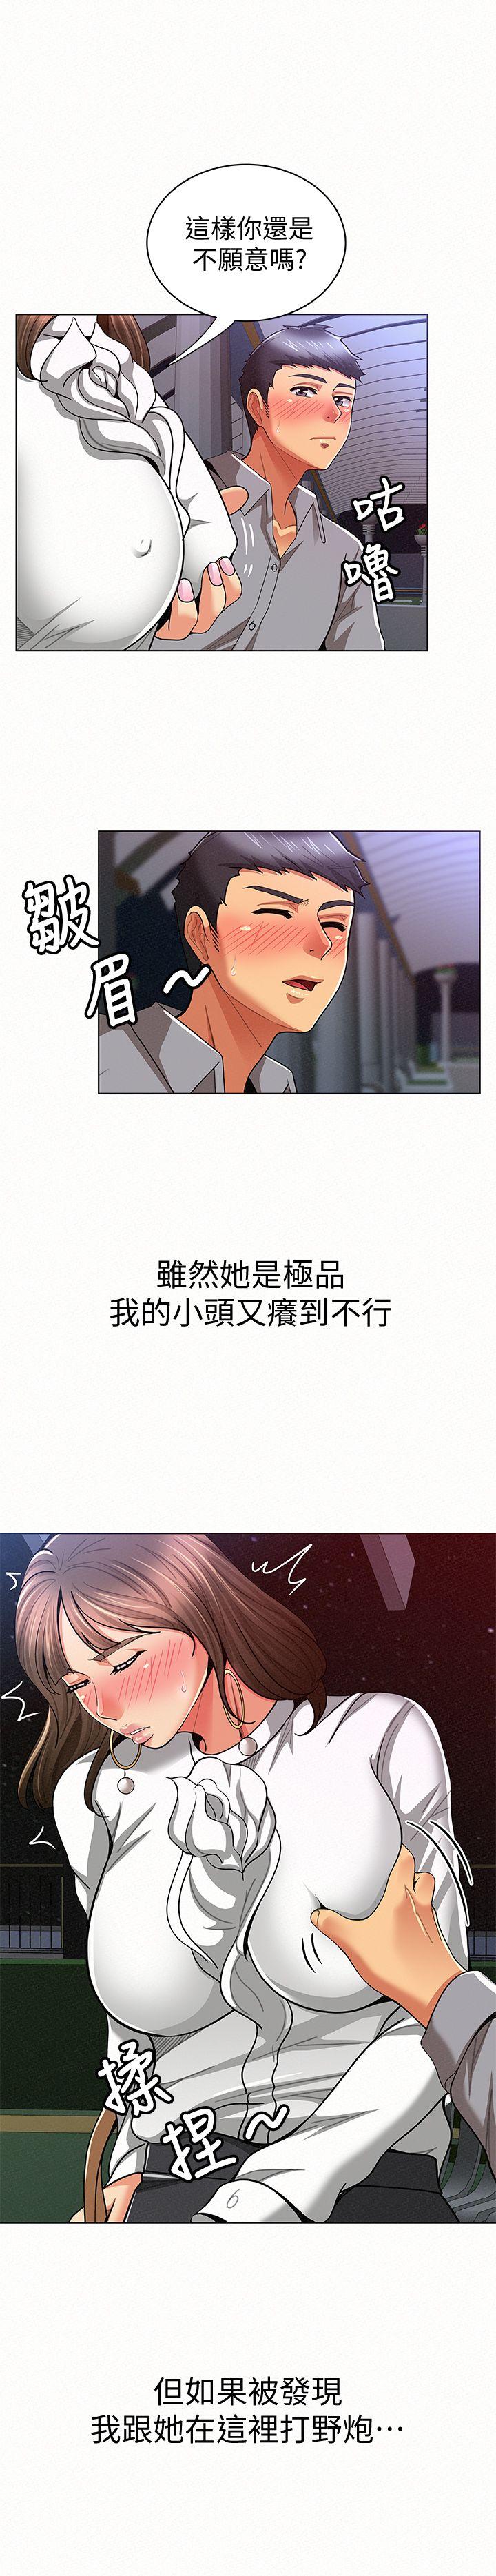 這樣你還是
不願意嗎?
咕
嚕
皺
眉~
雖然她是極品
我的小頭又癢到不行
揉
捏~
但如果被發現
我跟她在這裡打野炮…